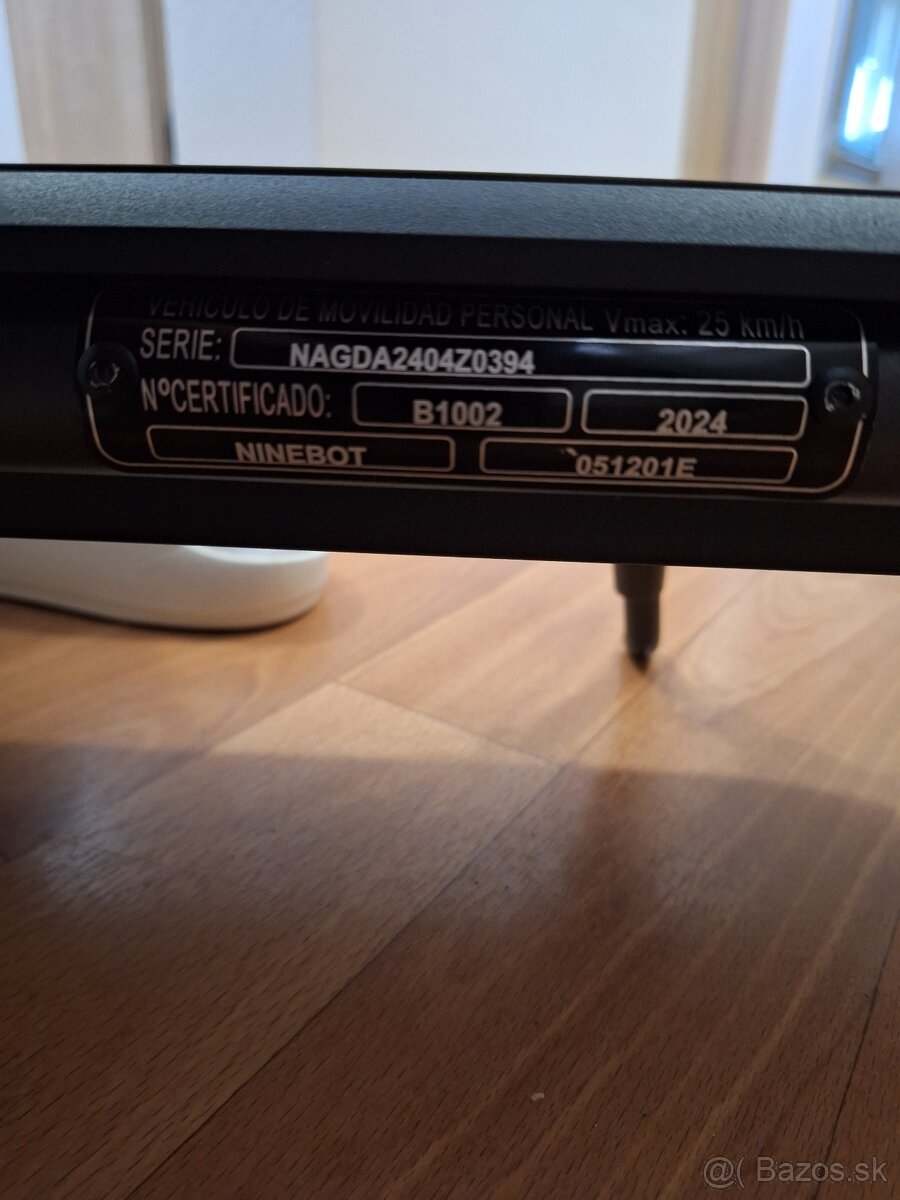 VEHICULO DE MOVILIDAD PERSONAL Vmax: 25 km/h
SERIE: NAGDA2404Z0394
NºCERTIFICADO: B1002 2024
NINEBOT `051201E
@( Bazos.sk